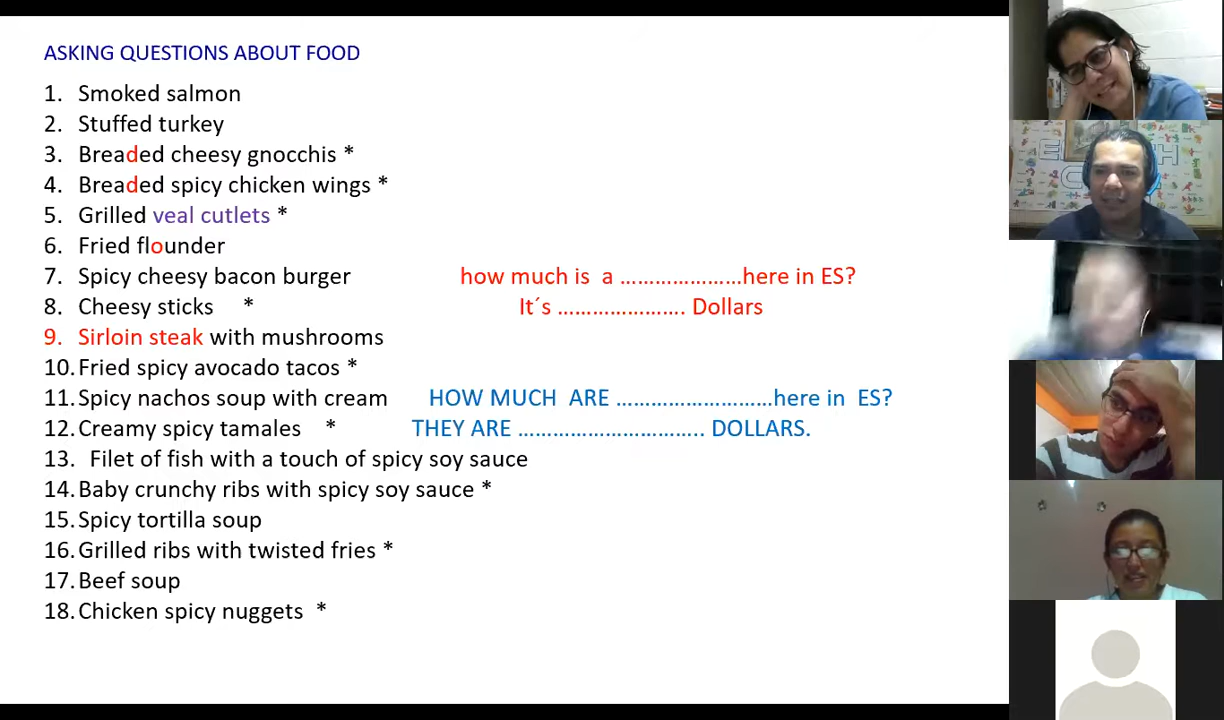 ASKING QUESTIONS ABOUT FOOD
1. Smoked salmon
2. Stuffed turkey
3. Breaded cheesy gnocchis *
4. Breaded spicy chicken wings *
5. Grilled veal cutlets *
6. Fried flounder
7. Spicy cheesy bacon burger how much is a .....................here in ES?
8. Cheesy sticks * It´s ..................... Dollars
9. Sirloin steak with mushrooms
10. Fried spicy avocado tacos *
11. Spicy nachos soup with cream HOW MUCH ARE ...........................here in ES?
12. Creamy spicy tamales * THEY ARE ................................ DOLLARS.
13. Filet of fish with a touch of spicy soy sauce
14. Baby crunchy ribs with spicy soy sauce *
15. Spicy tortilla soup
16. Grilled ribs with twisted fries *
17. Beef soup
18. Chicken spicy nuggets *